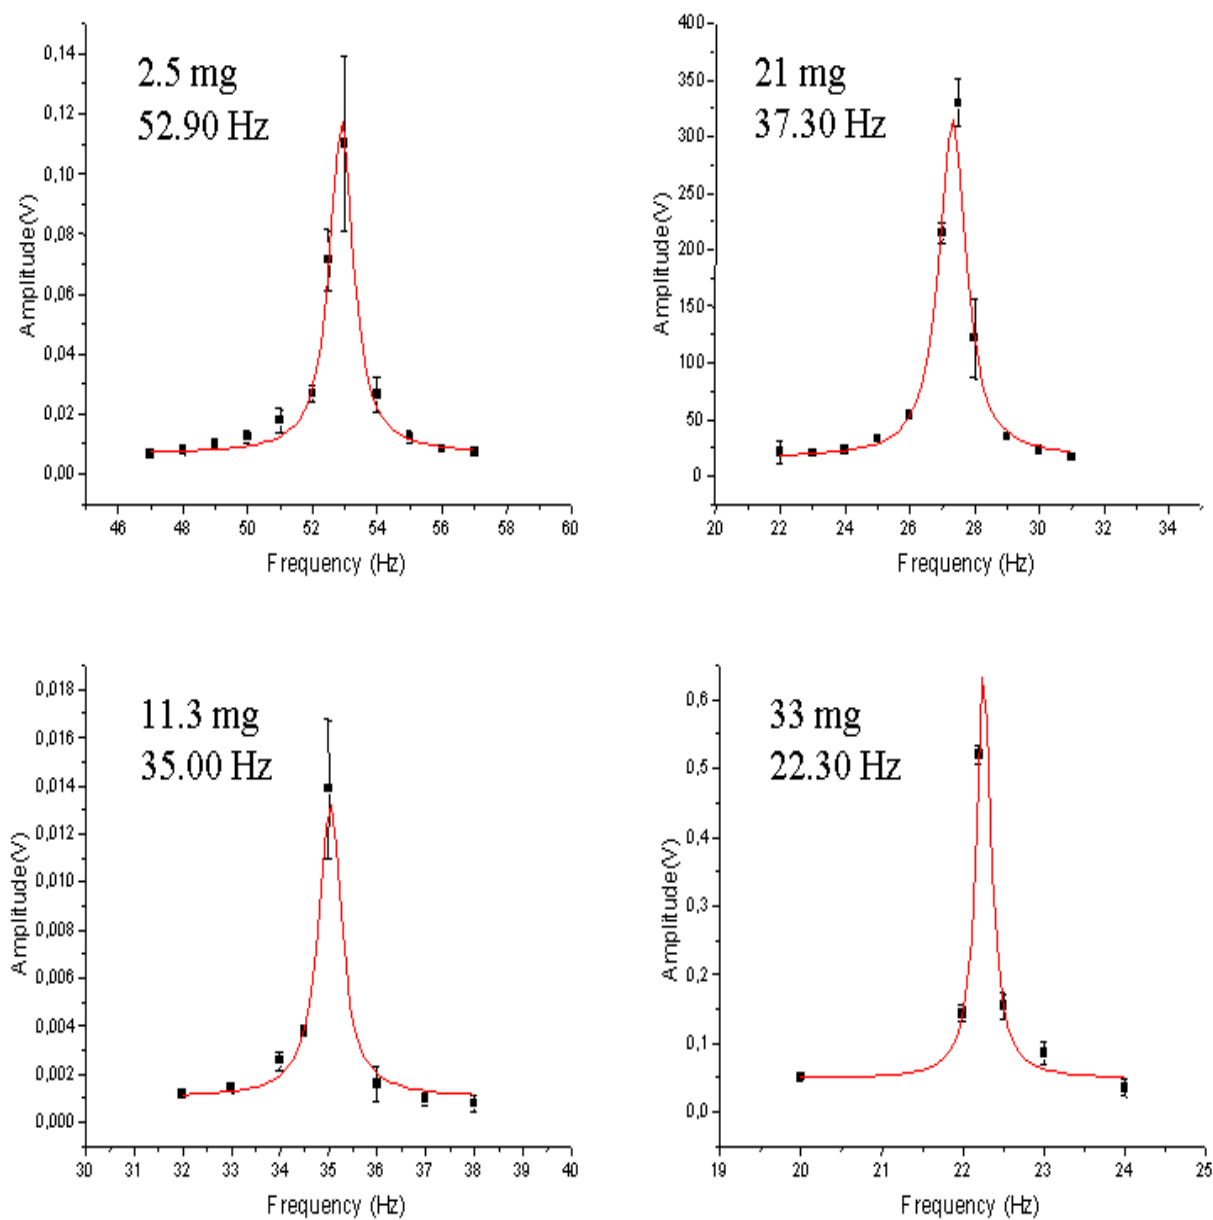 2.5 mg
52.90 Hz
0,14
0,12
0,10
0,08
0,06
0,04
0,02
0,00
Amplitude(V)
46 48 50 52 54 56 58 60
Frequency (Hz)
21 mg
37.30 Hz
400
350
300
250
200
150
100
50
0
Amplitude(V)
20 22 24 26 28 30 32 34
Frequency (Hz)
11.3 mg
35.00 Hz
0,018
0,016
0,014
0,012
0,010
0,008
0,006
0,004
0,002
0,000
Amplitude(V)
30 31 32 33 34 35 36 37 38 39 40
Frequency (Hz)
33 mg
22.30 Hz
0,6
0,5
0,4
0,3
0,2
0,1
0,0
Amplitude(V)
19 20 21 22 23 24 25
Frequency (Hz)